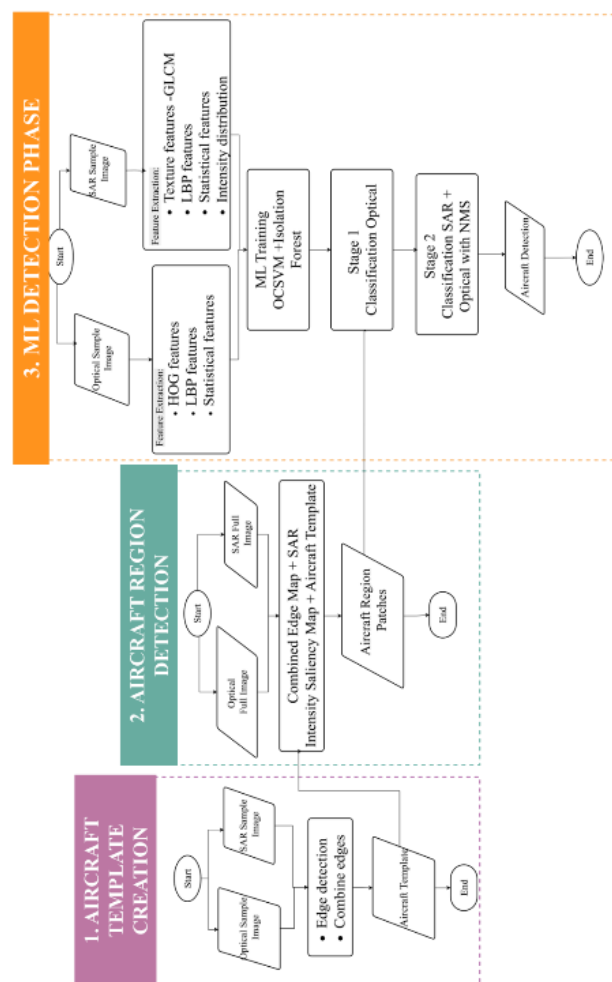 1. AIRCRAFT
TEMPLATE
CREATION
Start
Optical Sample
Image
SAR Sample
Image
• Edge detection
• Combine edges
Aircraft Template
End
2. AIRCRAFT REGION
DETECTION
Start
Optical
Full Image
SAR Full
Image
Combined Edge Map + SAR
Intensity Saliency Map + Aircraft Template
Aircraft Region
Patches
End
3. ML DETECTION PHASE
Start
Optical Sample
Image
SAR Sample
Image
Feature Extraction:
• HOG features
• LBP features
• Statistical features
Feature Extraction:
• Texture features -GLCM
• LBP features
• Statistical features
• Intensity distribution
ML Training
OCSVM +Isolation
Forest
Stage 1
Classification Optical
Stage 2
Classification SAR +
Optical with NMS
Aircraft Detection
End